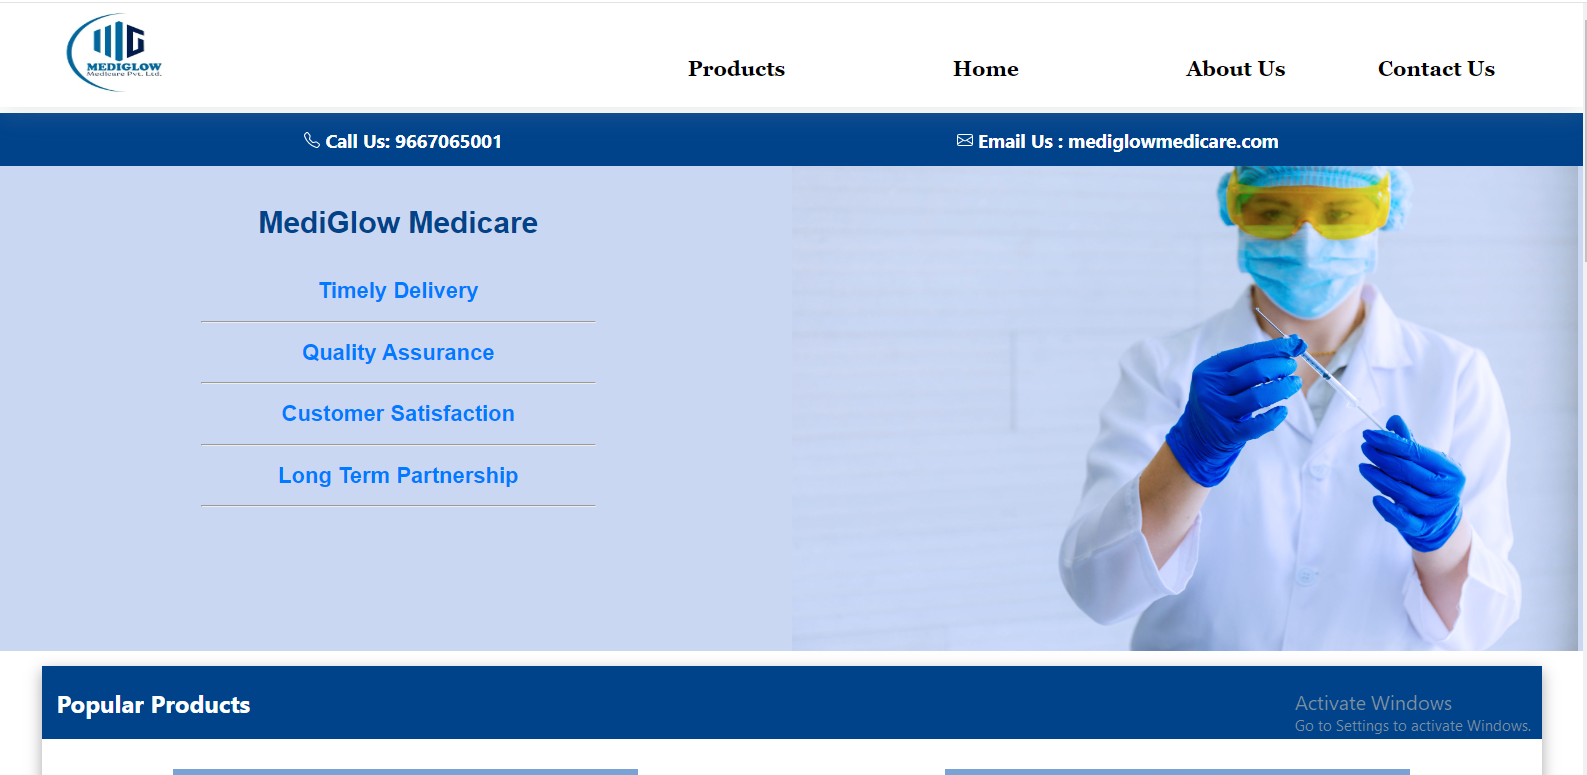 MG
MEDIGLOW
Medicare Pvt. Ltd.
Products
Home
About Us
Contact Us
Call Us: 9667065001
Email Us : mediglowmedicare.com
MediGlow Medicare
Timely Delivery
Quality Assurance
Customer Satisfaction
Long Term Partnership
Popular Products
Activate Windows
Go to Settings to activate Windows.